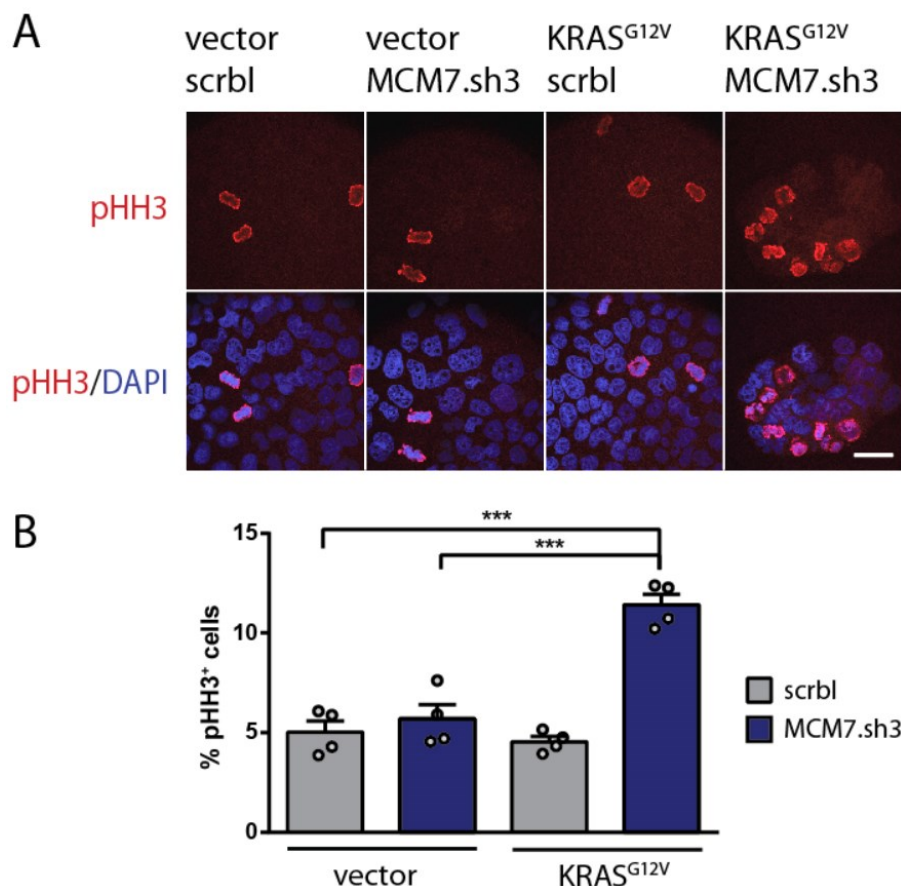 A
vector
scrbl
vector
MCM7.sh3
KRASG12V
scrbl
KRASG12V
MCM7.sh3
pHH3
pHH3/DAPI
B
***
***
15
10
5
0
% pHH3+ cells
scrbl
MCM7.sh3
vector
KRASG12V